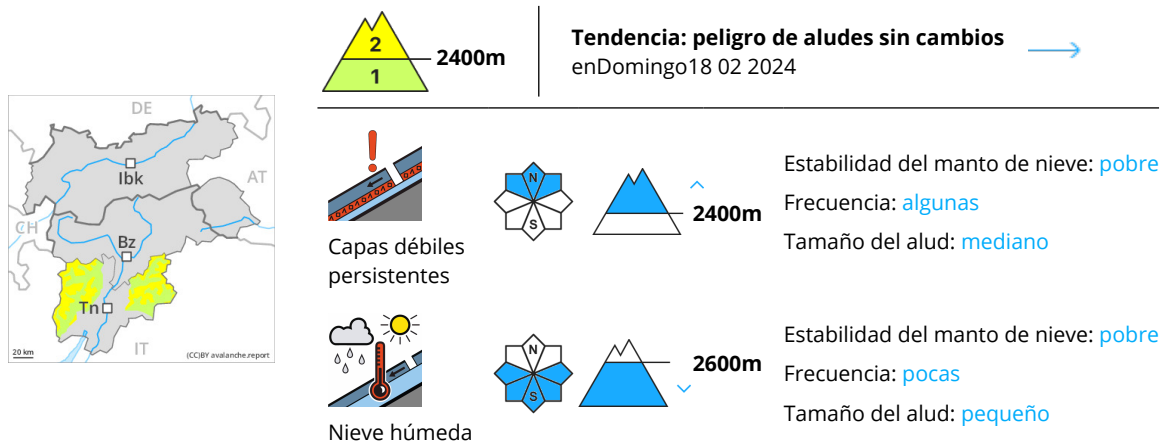 2
1
2400m
Tendencia: peligro de aludes sin cambios
enDomingo18 02 2024
DE
Ibk
AT
CH
Bz
Tn
IT
20 km
(CC)BY avalanche.report
N
S
2400m
Capas débiles
persistentes
Estabilidad del manto de nieve: pobre
Frecuencia: algunas
Tamaño del alud: mediano
N
S
2600m
Nieve húmeda
Estabilidad del manto de nieve: pobre
Frecuencia: pocas
Tamaño del alud: pequeño